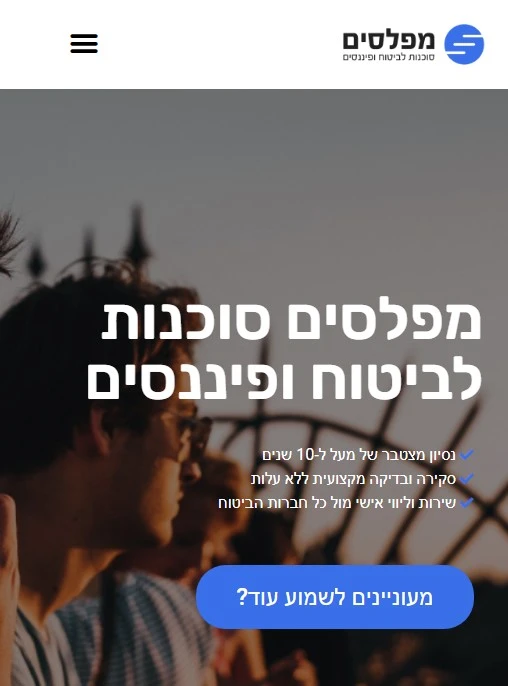 מפלסים
סוכנות לביטוח ופיננסים
מפלסים סוכנות
לביטוח ופיננסים
נסיון מצטבר של מעל ל-10 שנים
סקירה ובדיקה מקצועית ללא עלות
שירות וליווי אישי מול כל חברות הביטוח
מעוניינים לשמוע עוד?